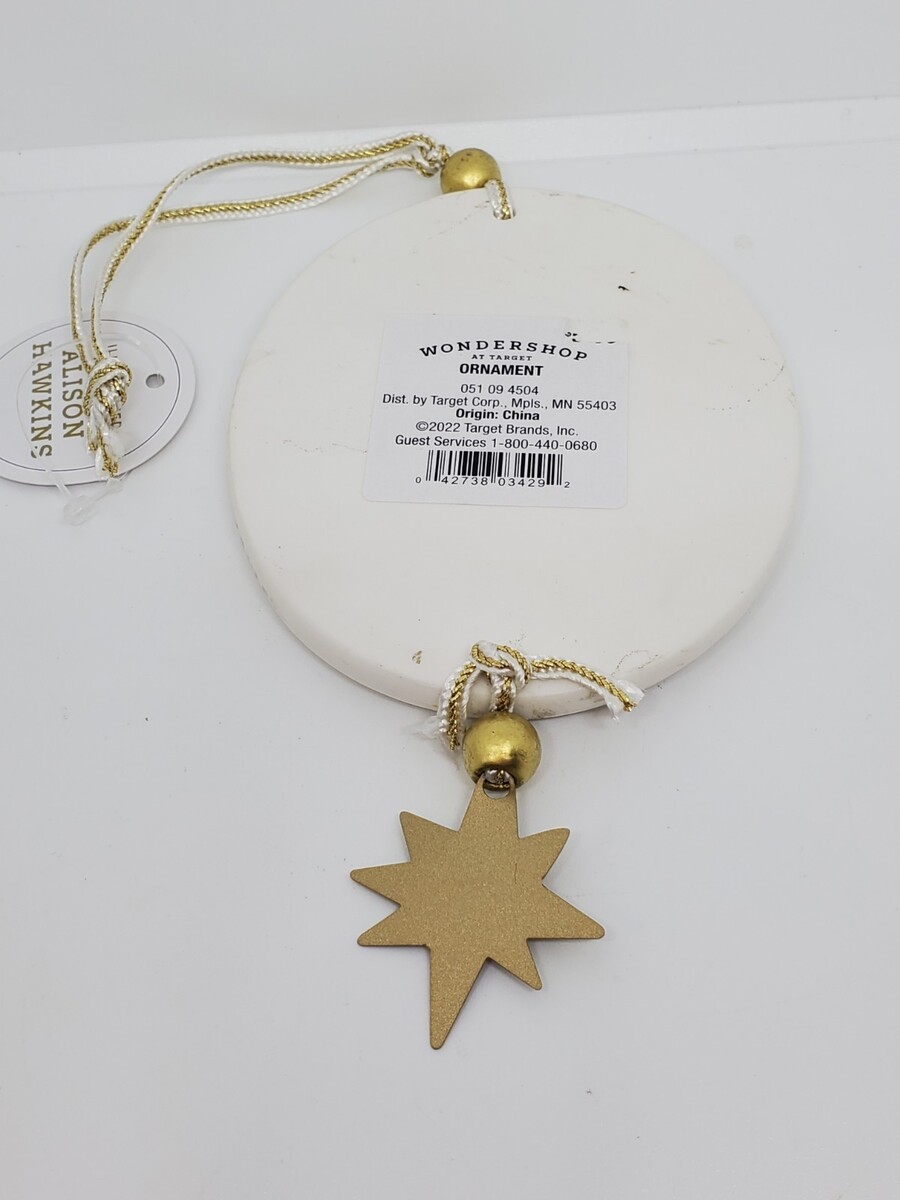 WONDERSHOP
AT TARGET
ORNAMENT
051 09 4504
Dist. by Target Corp., Mpls., MN 55403
Origin: China
©2022 Target Brands, Inc.
Guest Services 1-800-440-0680
0 42738 03429 2
ALISON
HAWKINS